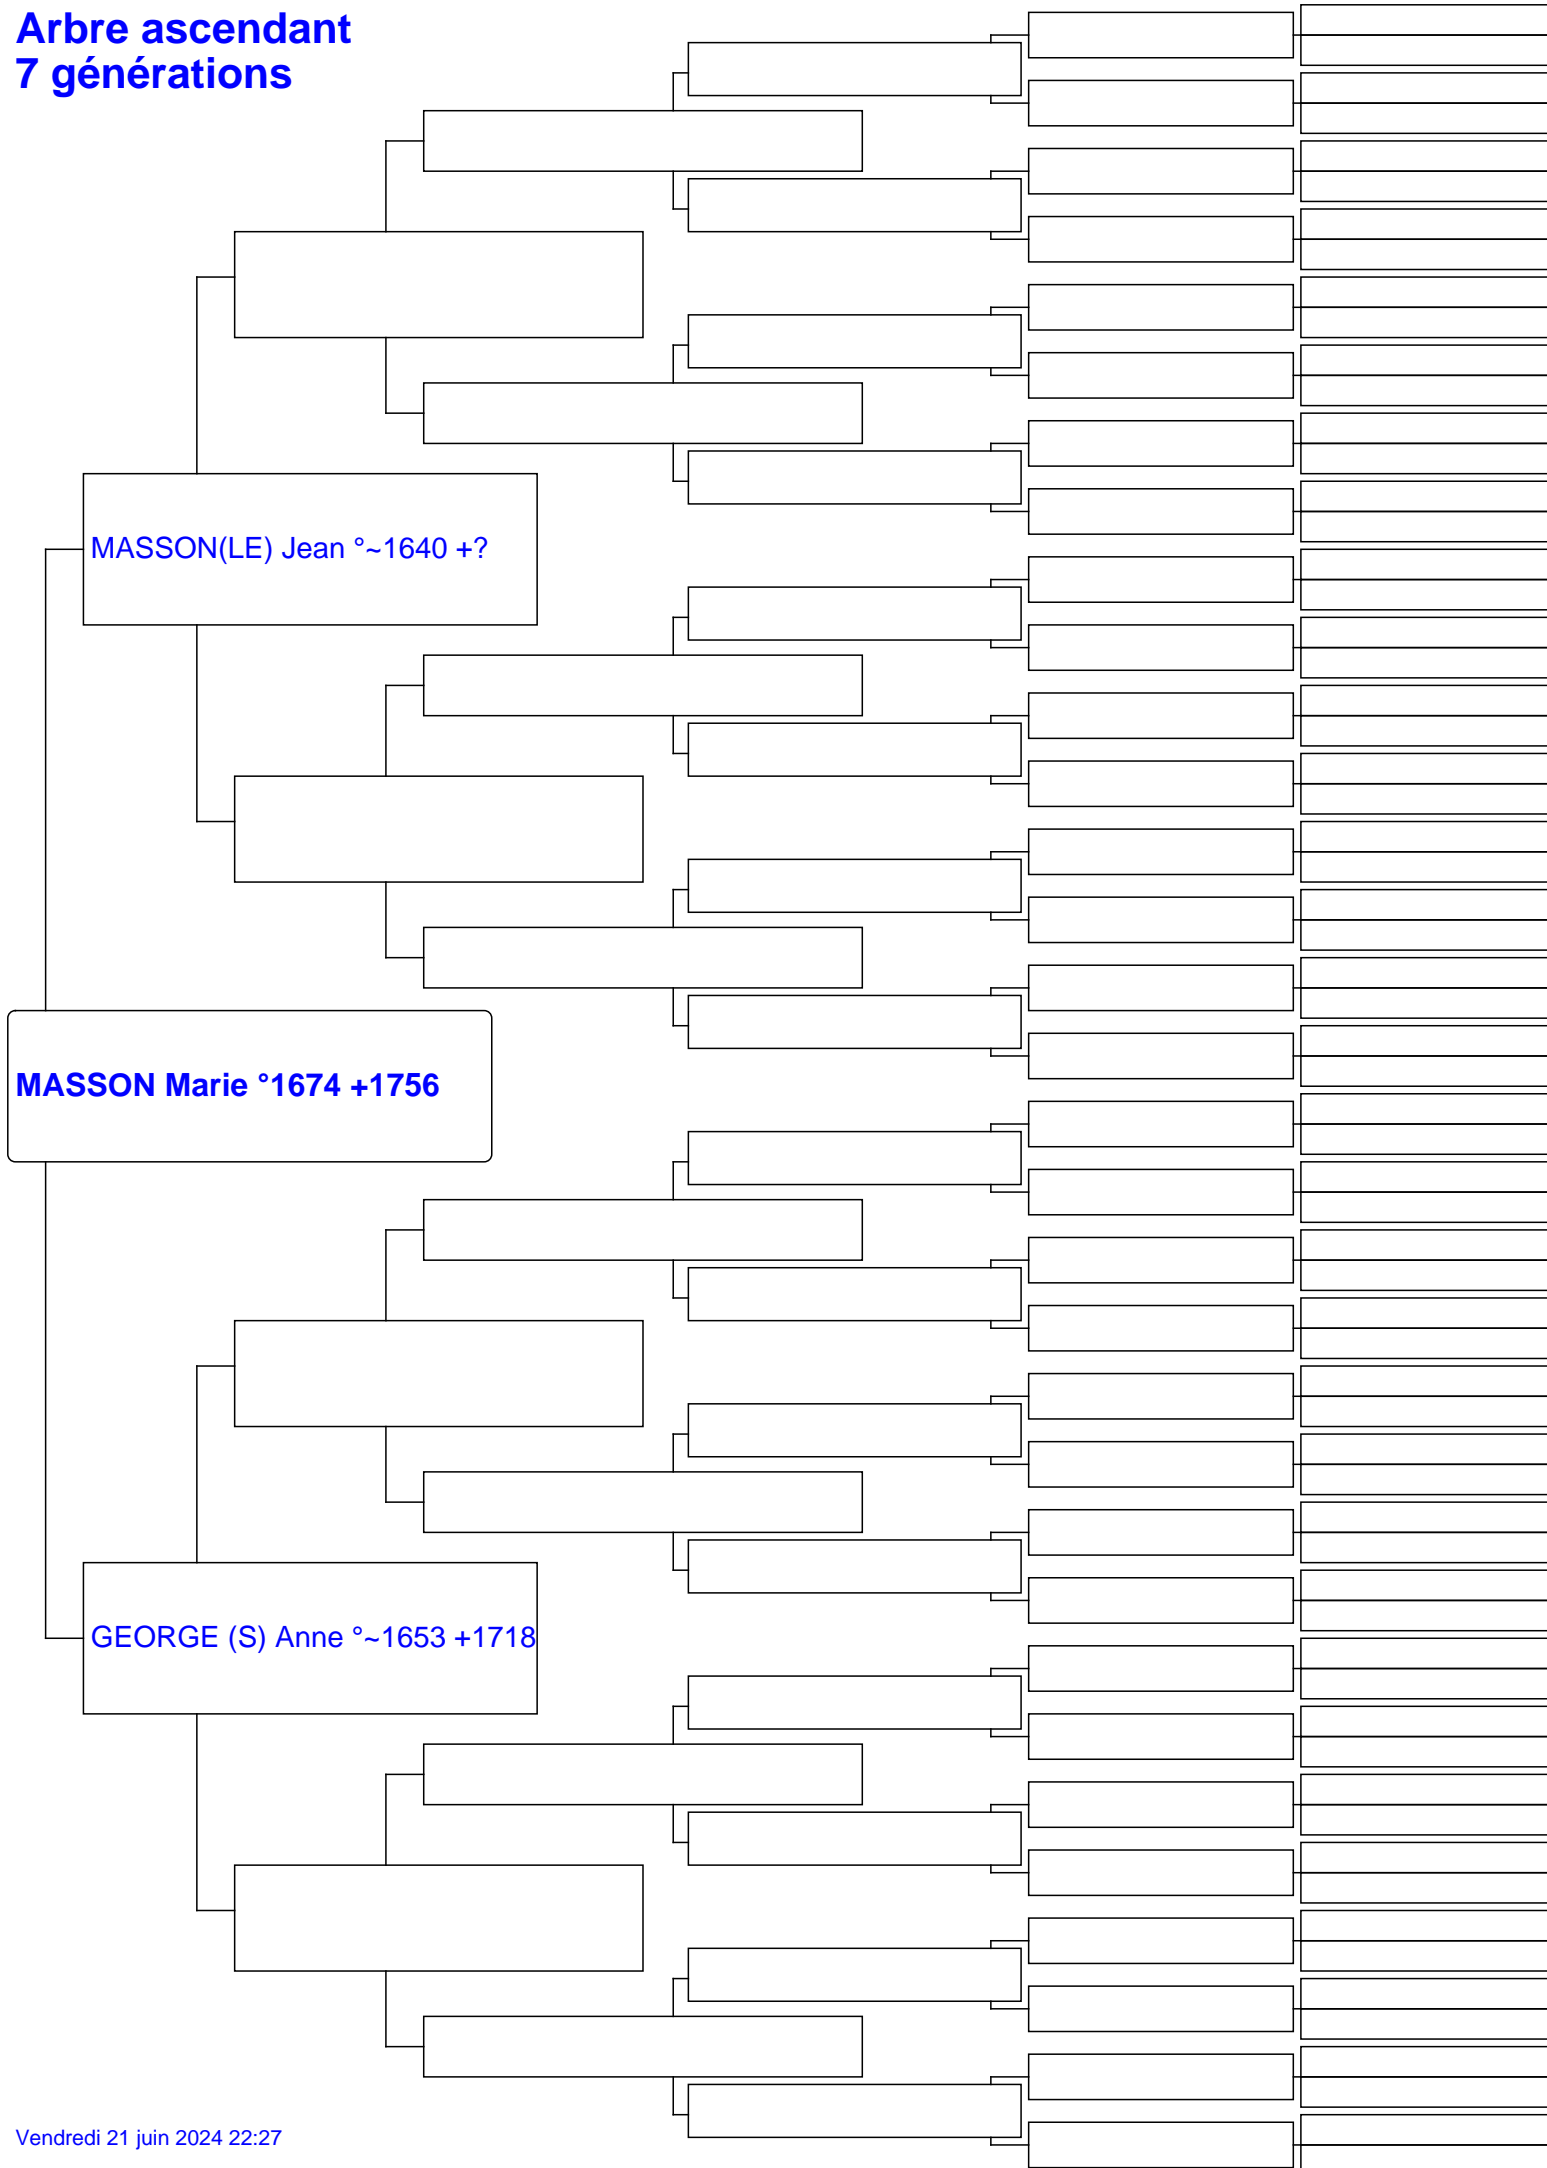 Arbre ascendant
7 générations
MASSON(LE) Jean °~1640 +?
MASSON Marie °1674 +1756
GEORGE (S) Anne °~1653 +1718
Vendredi 21 juin 2024 22:27